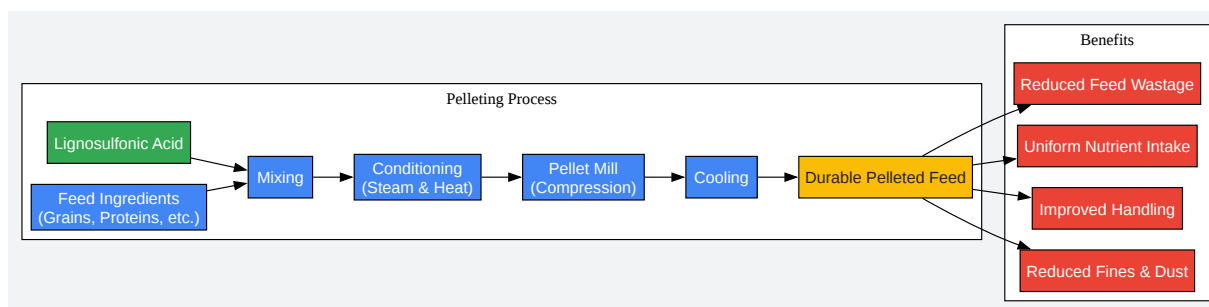 Pelleting Process
Lignosulfonic Acid
Feed Ingredients
(Grains, Proteins, etc.)
Mixing
Conditioning
(Steam & Heat)
Pellet Mill
(Compression)
Cooling
Durable Pelleted Feed
Benefits
Reduced Feed Wastage
Uniform Nutrient Intake
Improved Handling
Reduced Fines & Dust